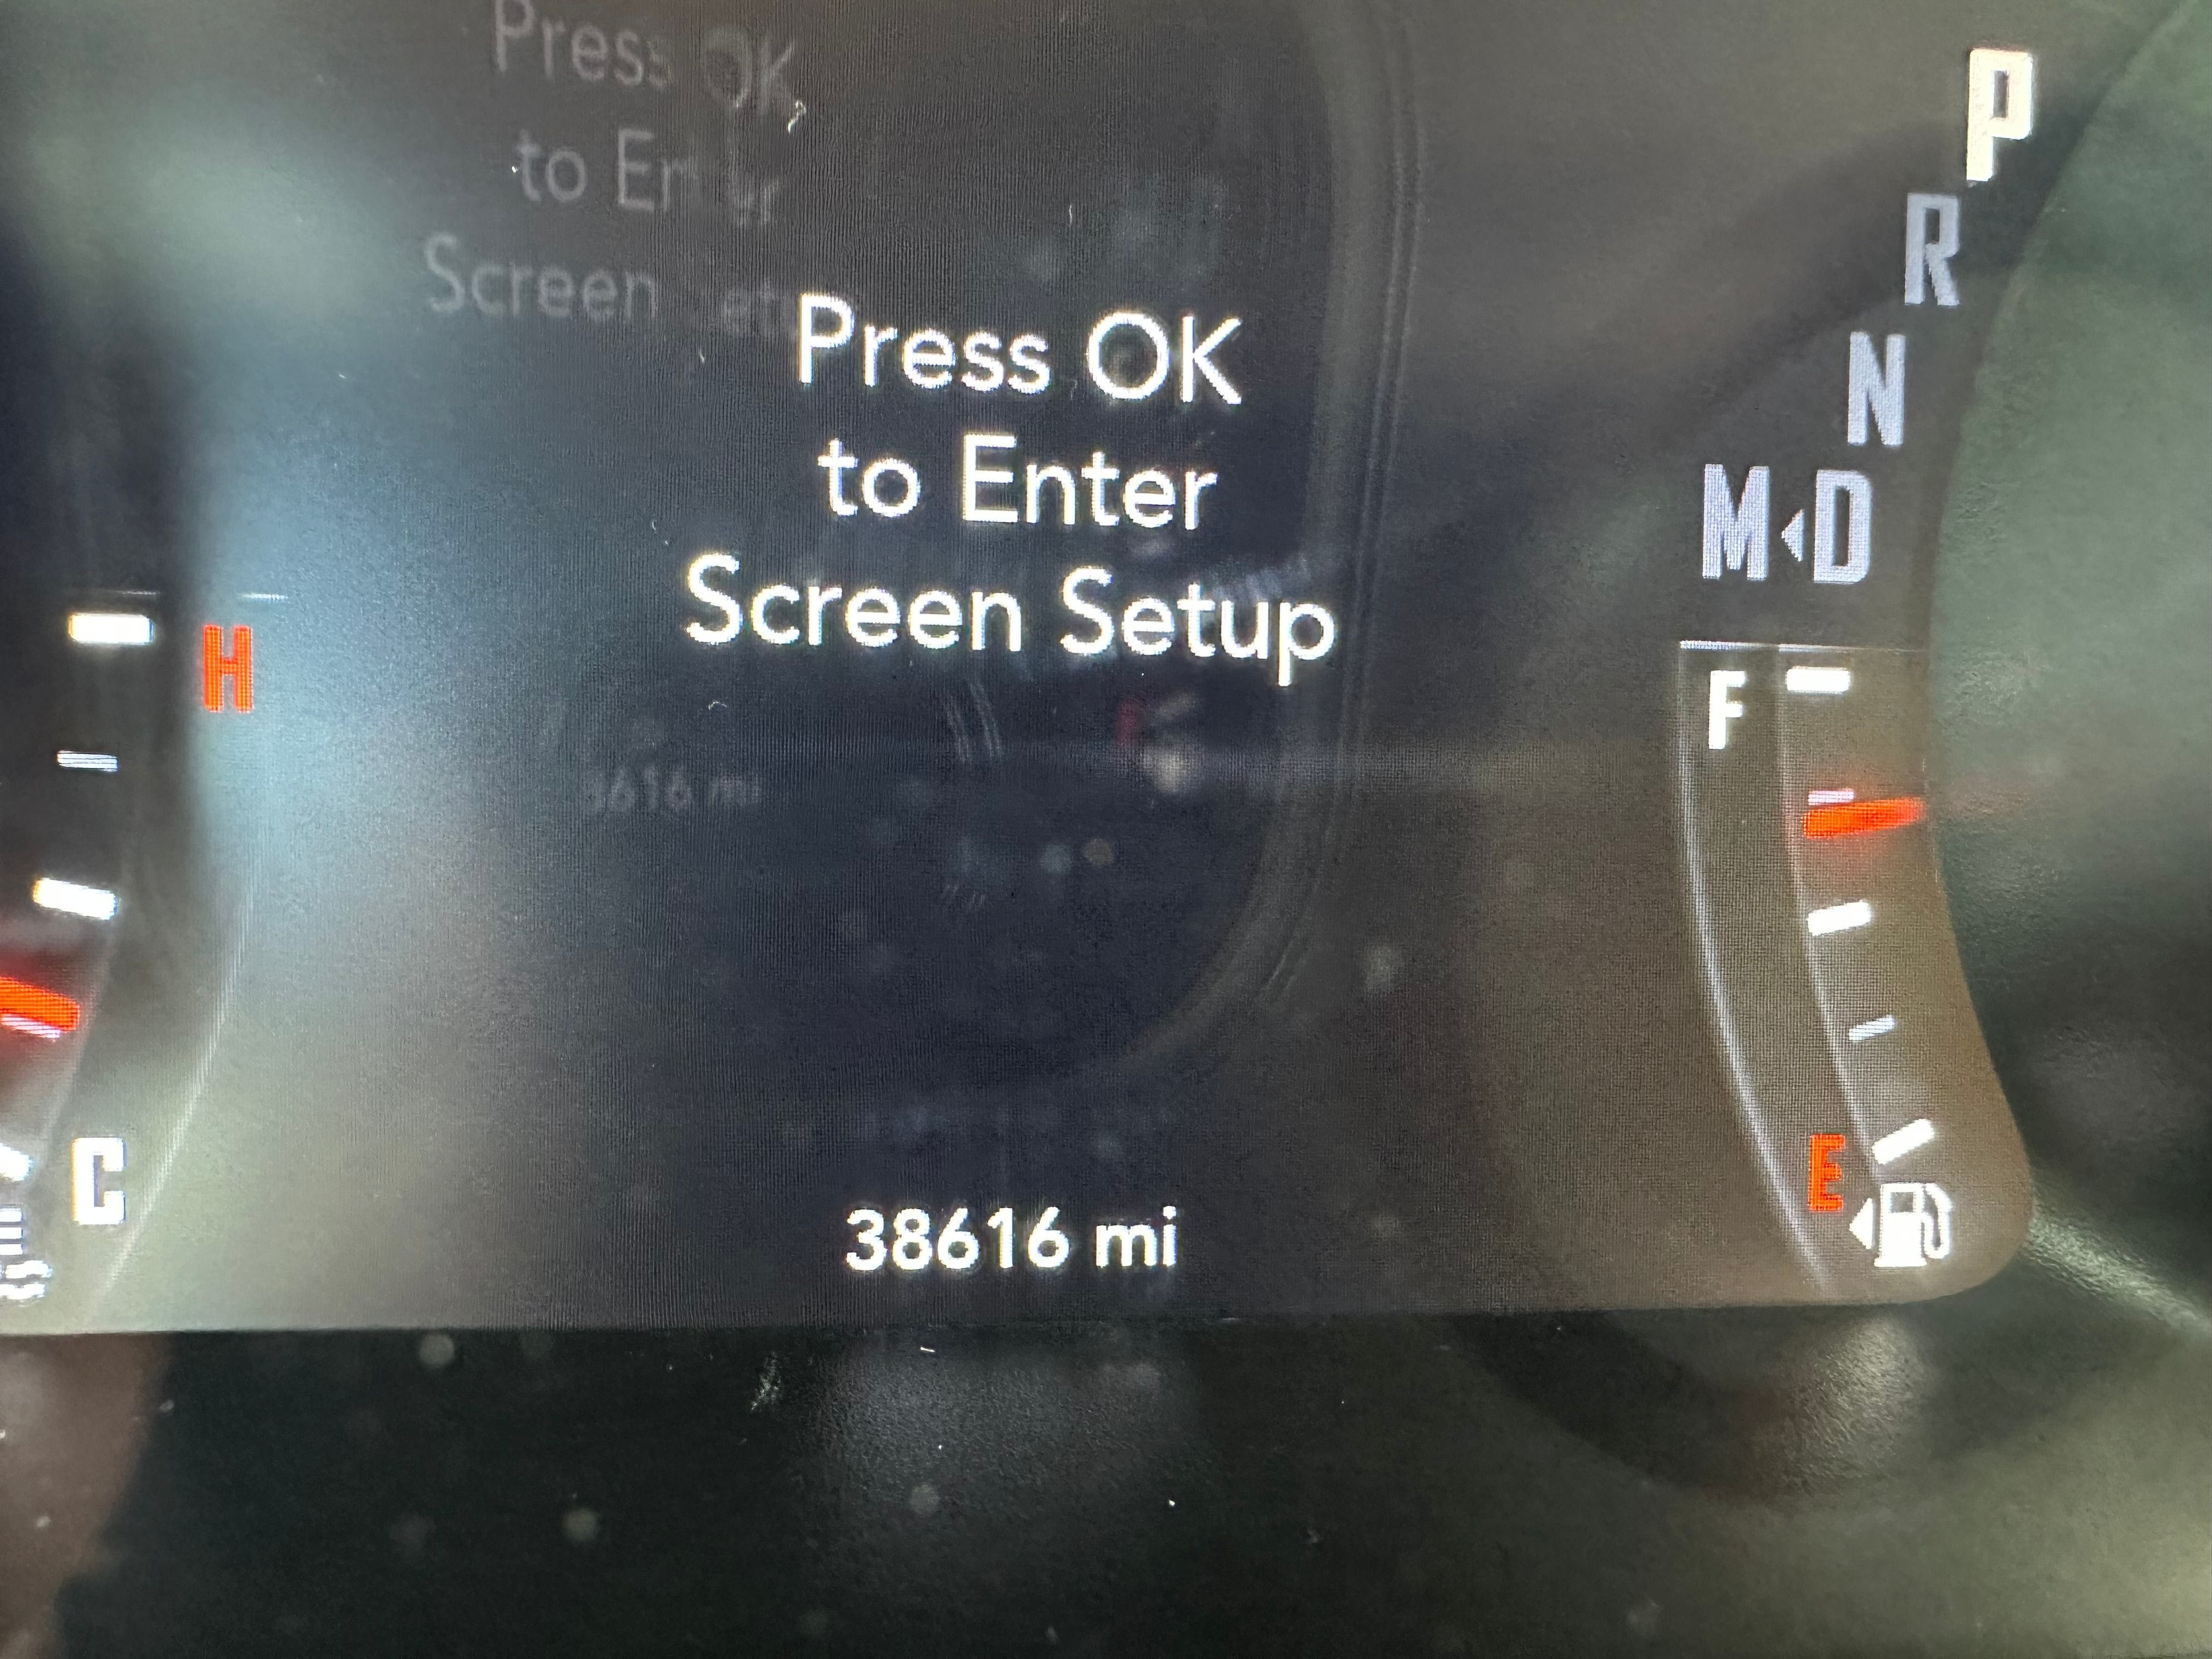 Press OK
to Enter
Screen Setup
P
R
N
M D
H
F
C
E
38616 mi